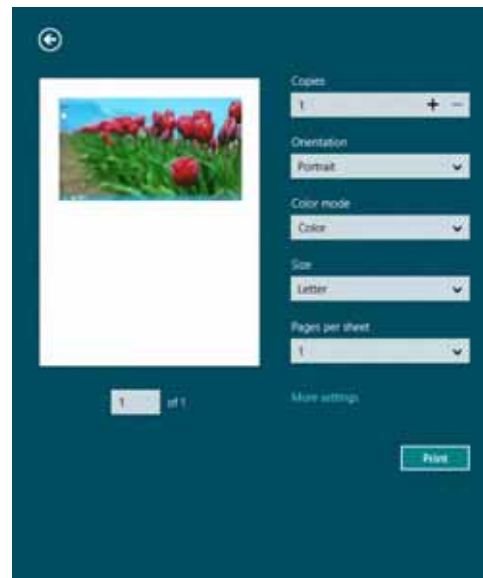 Copies
1
Orientation
Portrait
Color mode
Color
Size
Letter
Pages per sheet
1
1 of 1
More settings
Print